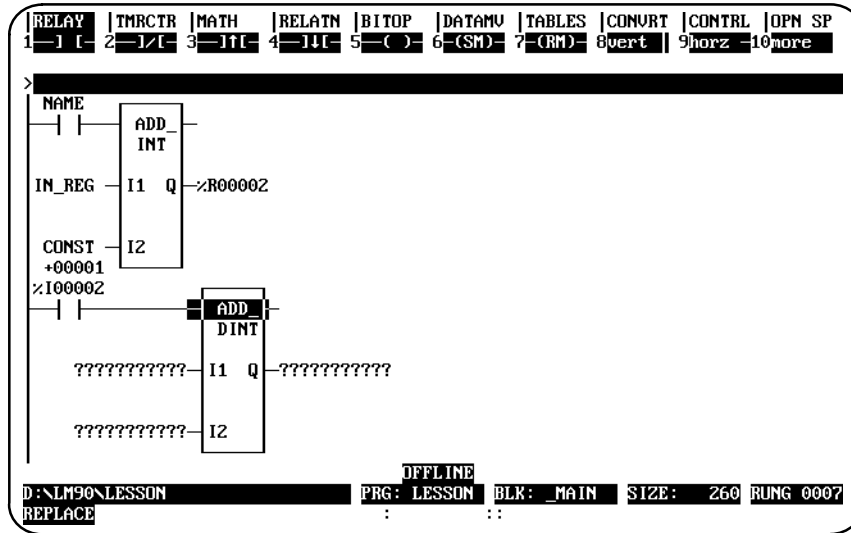 RELAY |TMRCTR |MATH |RELATN |BITOP |DATAMV |TABLES |CONVRT |CONTRL |OPN SP
1—] [— 2—]/[— 3—]↑[— 4—]↓[— 5—( )— 6—(SM)— 7—(RM)— 8vert | 9horz —10more
>
NAME
ADD_
INT
IN_REG I1 Q %R00002
CONST I2
+00001
%I00002
ADD_
DINT
??????????? I1 Q ???????????
??????????? I2
OFFLINE
D:\LM90\LESSON PRG: LESSON BLK: _MAIN SIZE: 260 RUNG 0007
REPLACE : ::